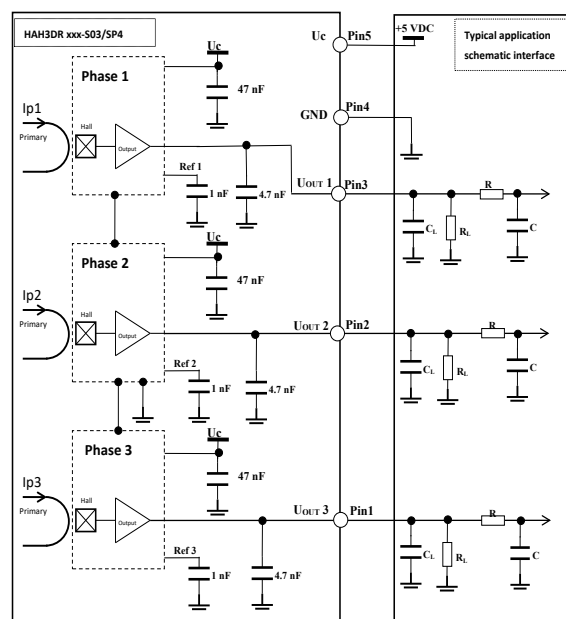 HAH3DR xxx-S03/SP4
Uc
Pin5
+5 VDC
Typical application
schematic interface
Phase 1
Uc
47 nF
GND
Pin4
Ip1
Primary
Hall
Output
Ref 1
1 nF
4.7 nF
UOUT 1
Pin3
R
CL
RL
C
Phase 2
Uc
47 nF
Ip2
Primary
Hall
Output
Ref 2
1 nF
4.7 nF
UOUT 2
Pin2
R
CL
RL
C
Phase 3
Uc
47 nF
Ip3
Primary
Hall
Output
Ref 3
1 nF
4.7 nF
UOUT 3
Pin1
R
CL
RL
C